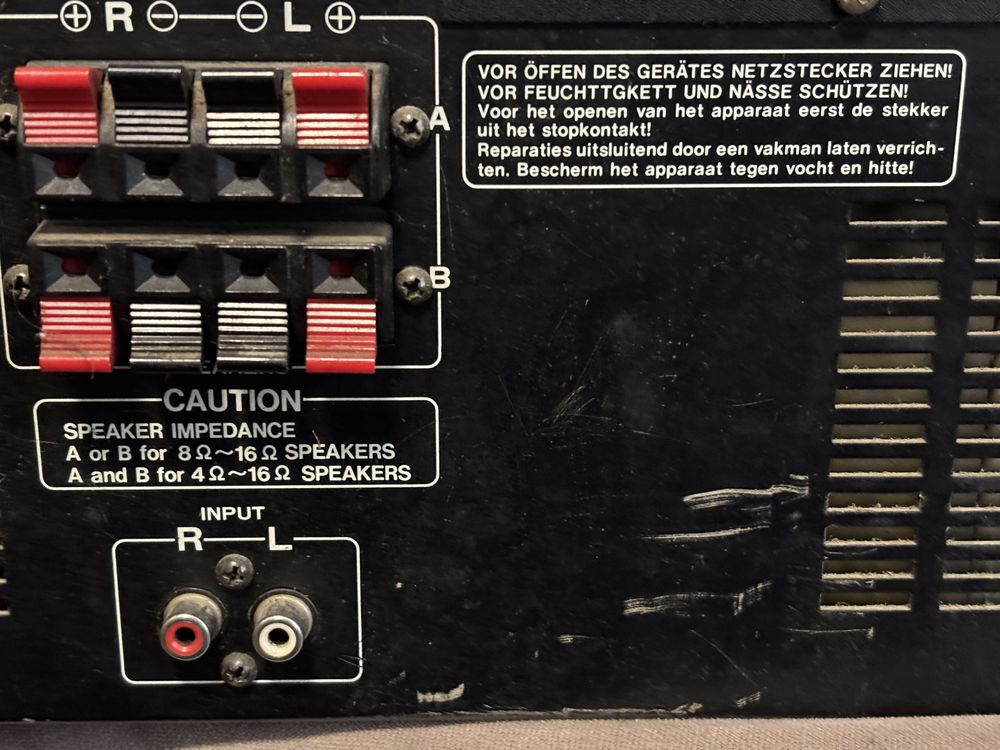 ⊕ R ⊖ ⊖ L ⊕
A
B
VOR ÖFFEN DES GERÄTES NETZSTECKER ZIEHEN!
VOR FEUCHTTGKETT UND NÄSSE SCHÜTZEN!
Voor het openen van het apparaat eerst de stekker
uit het stopkontakt!
Reparaties uitsluitend door een vakman laten verrich-
ten. Bescherm het apparaat tegen vocht en hitte!
CAUTION
SPEAKER IMPEDANCE
A or B for 8Ω～16Ω SPEAKERS
A and B for 4Ω～16Ω SPEAKERS
INPUT
R L